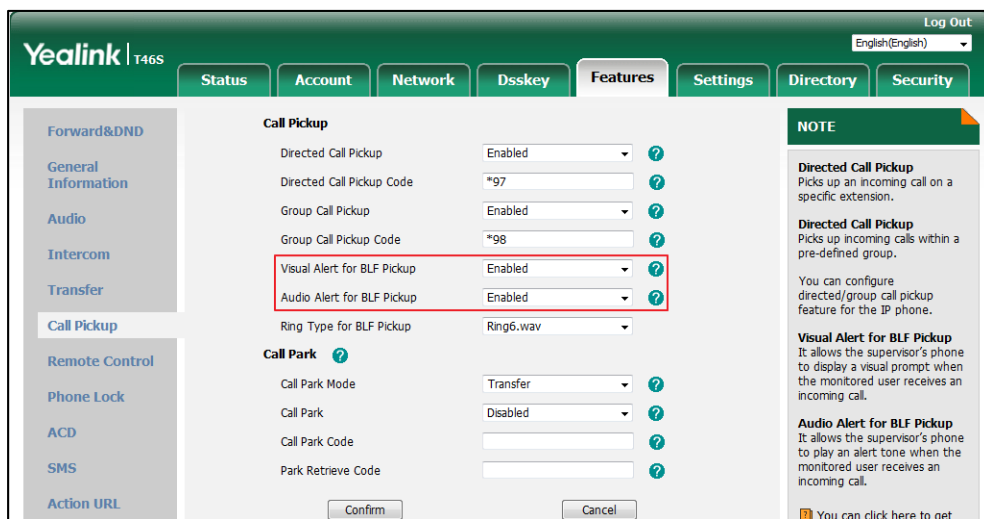 Log Out
Yealink | T46S
English(English)
Status
Account
Network
Dsskey
Features
Settings
Directory
Security
Forward&DND
General
Information
Audio
Intercom
Transfer
Call Pickup
Remote Control
Phone Lock
ACD
SMS
Action URL
Call Pickup
Directed Call Pickup Enabled ?
Directed Call Pickup Code *97 ?
Group Call Pickup Enabled ?
Group Call Pickup Code *98 ?
Visual Alert for BLF Pickup Enabled ?
Audio Alert for BLF Pickup Enabled ?
Ring Type for BLF Pickup Ring6.wav
Call Park ?
Call Park Mode Transfer ?
Call Park Disabled ?
Call Park Code ?
Park Retrieve Code ?
Confirm Cancel
NOTE
Directed Call Pickup
Picks up an incoming call on a
specific extension.
Directed Call Pickup
Picks up incoming calls within a
pre-defined group.
You can configure
directed/group call pickup
feature for the IP phone.
Visual Alert for BLF Pickup
It allows the supervisor's phone
to display a visual prompt when
the monitored user receives an
incoming call.
Audio Alert for BLF Pickup
It allows the supervisor's phone
to play an alert tone when the
monitored user receives an
incoming call.
? You can click here to get